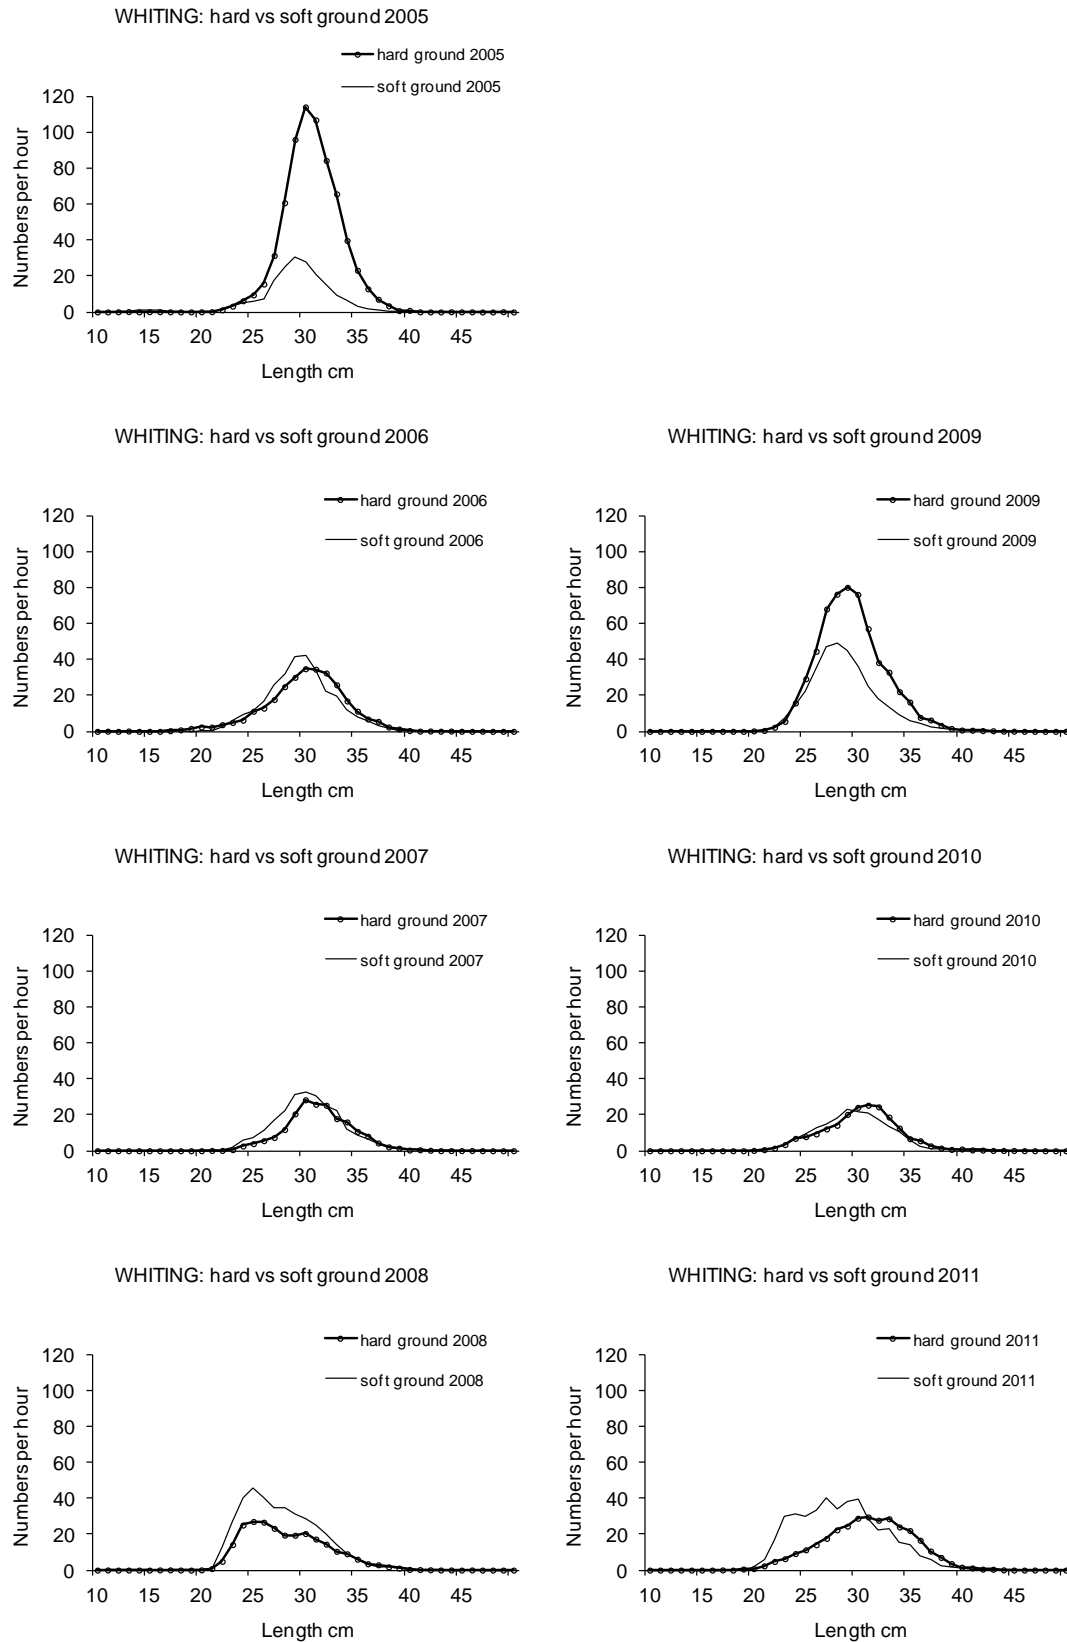 WHITING: hard vs soft ground 2005
hard ground 2005
soft ground 2005
Numbers per hour
120
100
80
60
40
20
0
10 15 20 25 30 35 40 45
Length cm
WHITING: hard vs soft ground 2006
hard ground 2006
soft ground 2006
Numbers per hour
120
100
80
60
40
20
0
10 15 20 25 30 35 40 45
Length cm
WHITING: hard vs soft ground 2009
hard ground 2009
soft ground 2009
Numbers per hour
120
100
80
60
40
20
0
10 15 20 25 30 35 40 45
Length cm
WHITING: hard vs soft ground 2007
hard ground 2007
soft ground 2007
Numbers per hour
120
100
80
60
40
20
0
10 15 20 25 30 35 40 45
Length cm
WHITING: hard vs soft ground 2010
hard ground 2010
soft ground 2010
Numbers per hour
120
100
80
60
40
20
0
10 15 20 25 30 35 40 45
Length cm
WHITING: hard vs soft ground 2008
hard ground 2008
soft ground 2008
Numbers per hour
120
100
80
60
40
20
0
10 15 20 25 30 35 40 45
Length cm
WHITING: hard vs soft ground 2011
hard ground 2011
soft ground 2011
Numbers per hour
120
100
80
60
40
20
0
10 15 20 25 30 35 40 45
Length cm